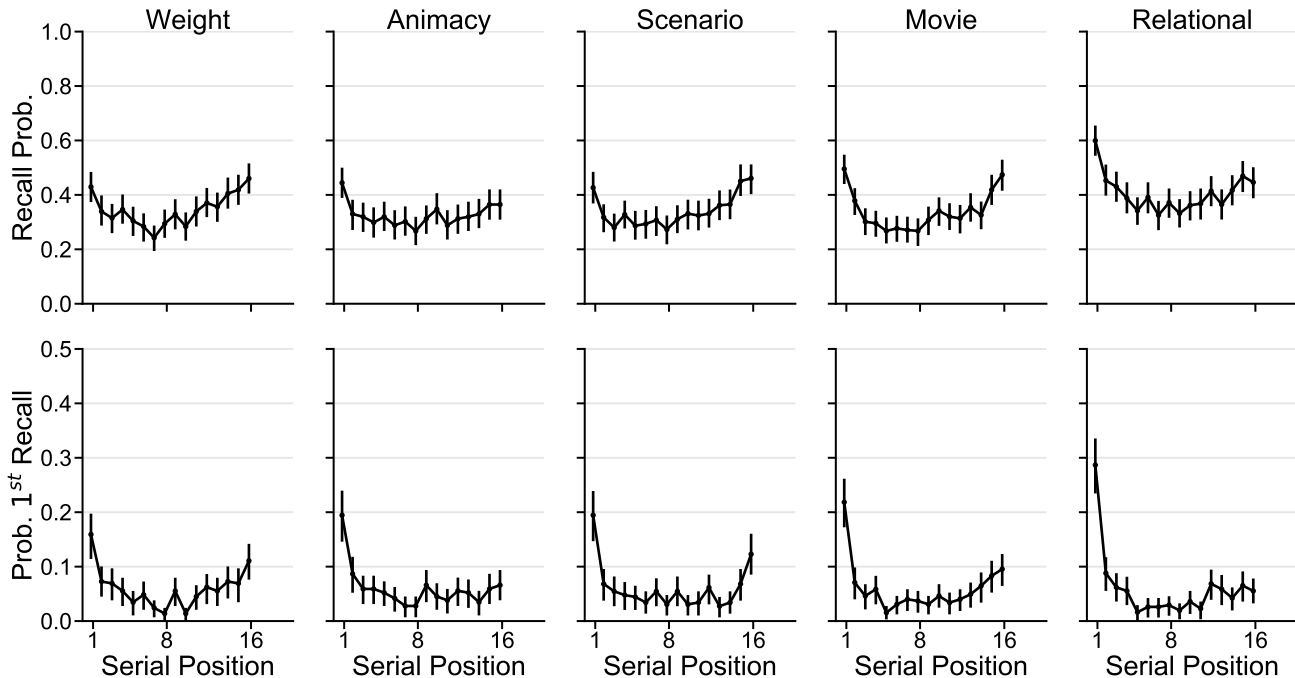 Weight Animacy Scenario Movie Relational
Recall Prob.
1.0
0.8
0.6
0.4
0.2
0.0
Prob. 1st Recall
0.5
0.4
0.3
0.2
0.1
0.0
1 8 16 1 8 16 1 8 16 1 8 16 1 8 16
Serial Position Serial Position Serial Position Serial Position Serial Position